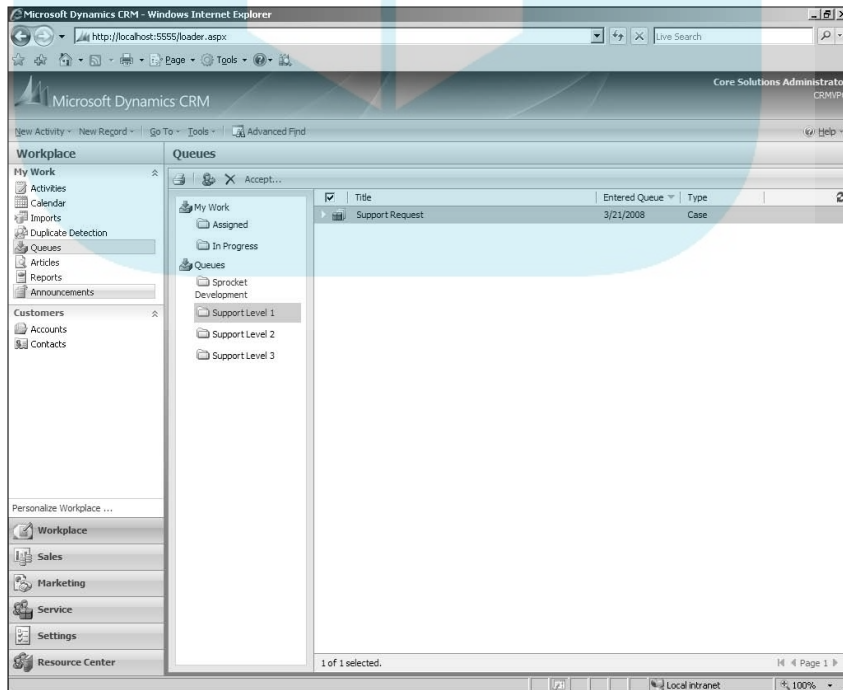 Microsoft Dynamics CRM - Windows Internet Explorer
http://localhost:5555/loader.aspx
Live Search
Page
Tools
Core Solutions Administrato
CRMVP
Microsoft Dynamics CRM
New Activity New Record Go To Tools Advanced Find
Help
Workplace
Queues
My Work
Activities
Calendar
Imports
Duplicate Detection
Queues
Articles
Reports
Announcements
Customers
Accounts
Contacts
Personalize Workplace ...
Workplace
Sales
Marketing
Service
Settings
Resource Center
Accept...
My Work
Assigned
In Progress
Queues
Sprocket
Development
Support Level 1
Support Level 2
Support Level 3
Title Entered Queue Type
Support Request 3/21/2008 Case
1 of 1 selected.
Page 1
Local intranet
100%